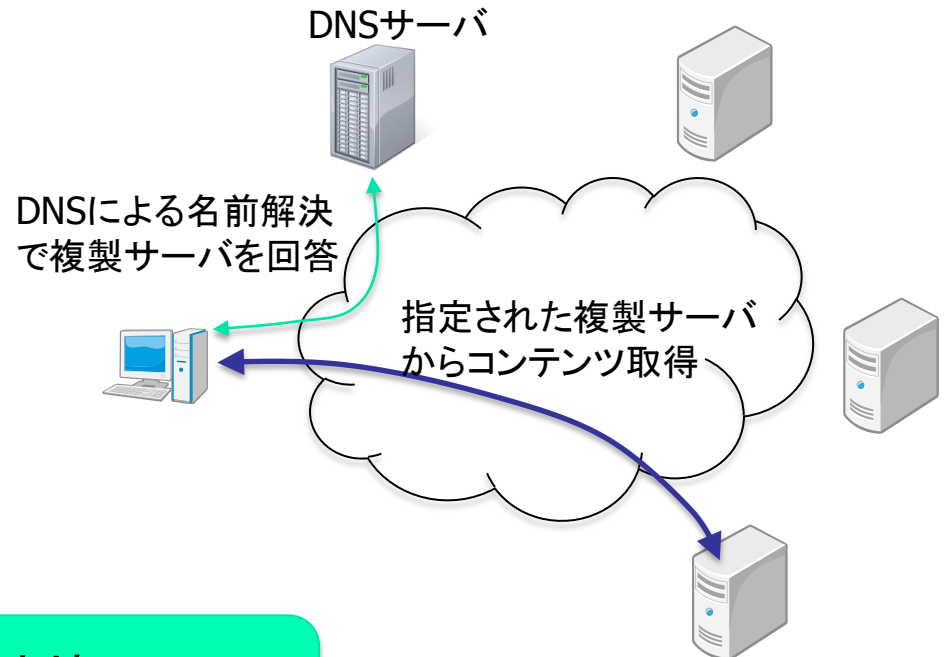 DNSサーバ
DNSによる名前解決
で複製サーバを回答
指定された複製サーバ
からコンテンツ取得